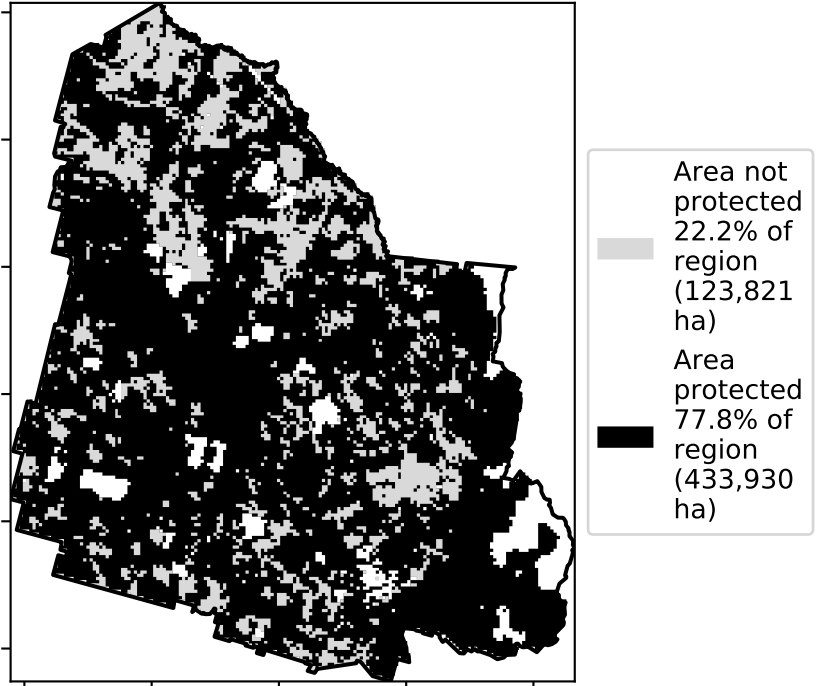 Area not
protected
22.2% of
region
(123,821
ha)
Area
protected
77.8% of
region
(433,930
ha)